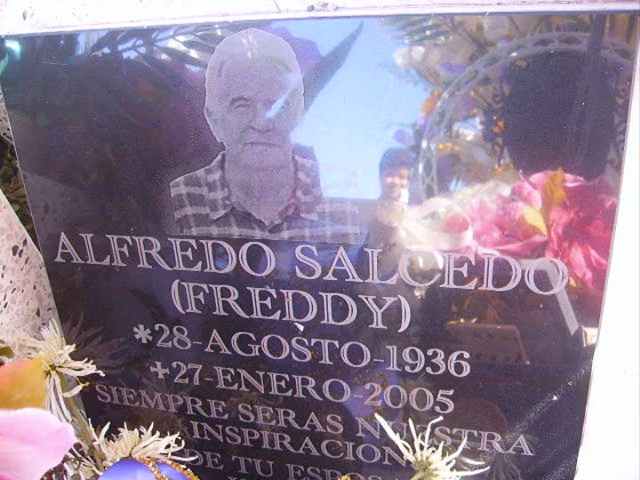 ALFREDO SALCEDO
(FREDDY)
*28-AGOSTO-1936
+27-ENERO-2005
SIEMPRE SERAS NUESTRA
INSPIRACION
DE TU ESPOSA